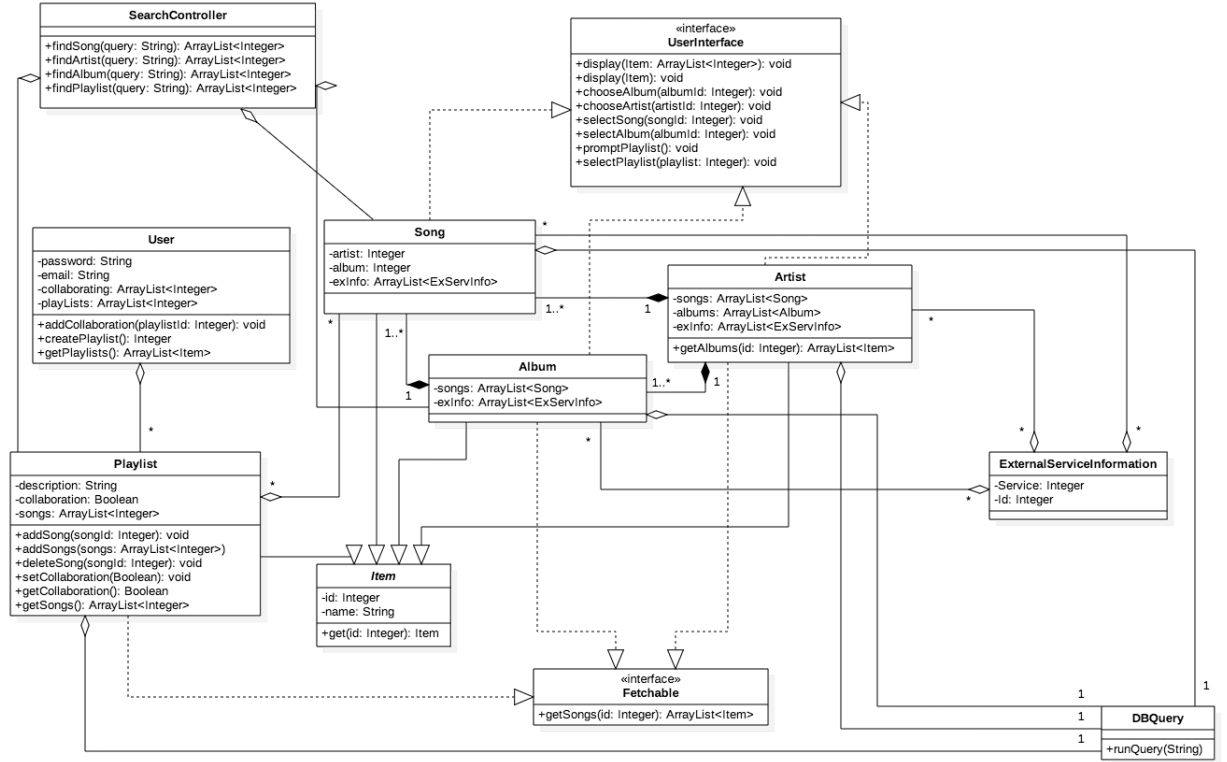 SearchController
+findSong(query: String): ArrayList<Integer>
+findArtist(query: String): ArrayList<Integer>
+findAlbum(query: String): ArrayList<Integer>
+findPlaylist(query: String): ArrayList<Integer>
«interface»
UserInterface
+display(Item: ArrayList<Integer>): void
+display(Item): void
+chooseAlbum(albumId: Integer): void
+chooseArtist(artistId: Integer): void
+selectSong(songId: Integer): void
+selectAlbum(albumId: Integer): void
+promptPlaylist(): void
+selectPlaylist(playlist: Integer): void
User
-password: String
-email: String
-collaborating: ArrayList<Integer>
-playLists: ArrayList<Integer>
+addCollaboration(playlistId: Integer): void
+createPlaylist(): Integer
+getPlaylists(): ArrayList<Item>
*
Song
-artist: Integer
-album: Integer
-exInfo: ArrayList<ExServInfo>
*
1..*
1
*
1..*
1
Artist
-songs: ArrayList<Song>
-albums: ArrayList<Album>
-exInfo: ArrayList<ExServInfo>
+getAlbums(id: Integer): ArrayList<Item>
*
Album
-songs: ArrayList<Song>
-exInfo: ArrayList<ExServInfo>
1..*
1
*
*
*
*
ExternalServiceInformation
-Service: Integer
-Id: Integer
Playlist
-description: String
-collaboration: Boolean
-songs: ArrayList<Integer>
+addSong(songId: Integer): void
+addSongs(songs: ArrayList<Integer>)
+deleteSong(songId: Integer): void
+setCollaboration(Boolean): void
+getCollaboration(): Boolean
+getSongs(): ArrayList<Integer>
*
Item
-id: Integer
-name: String
+get(id: Integer): Item
«interface»
Fetchable
+getSongs(id: Integer): ArrayList<Item>
1
1
1
1
DBQuery
+runQuery(String)